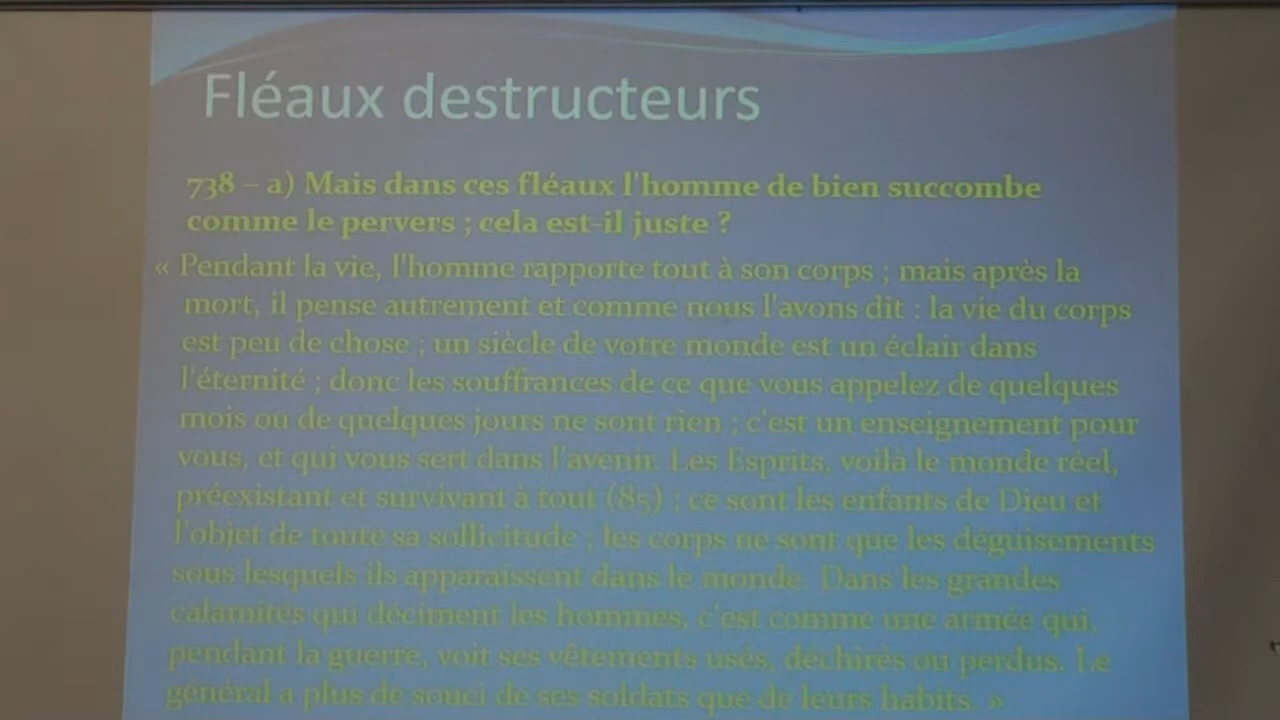 Fléaux destructeurs
738 – a) Mais dans ces fléaux l'homme de bien succombe
comme le pervers ; cela est-il juste ?
« Pendant la vie, l'homme rapporte tout à son corps ; mais après la
mort, il pense autrement et comme nous l'avons dit : la vie du corps
est peu de chose ; un siècle de votre monde est un éclair dans
l'éternité ; donc les souffrances de ce que vous appelez de quelques
mois ou de quelques jours ne sont rien ; c'est un enseignement pour
vous, et qui vous sert dans l'avenir. Les Esprits, voilà le monde réel,
préexistant et survivant à tout (85) ; ce sont les enfants de Dieu et
l'objet de toute sa sollicitude ; les corps ne sont que les déguisements
sous lesquels ils apparaissent dans le monde. Dans les grandes
calamités qui déciment les hommes, c'est comme une armée qui,
pendant la guerre, voit ses vêtements usés, déchirés ou perdus. Le
général a plus de souci de ses soldats que de leurs habits. »